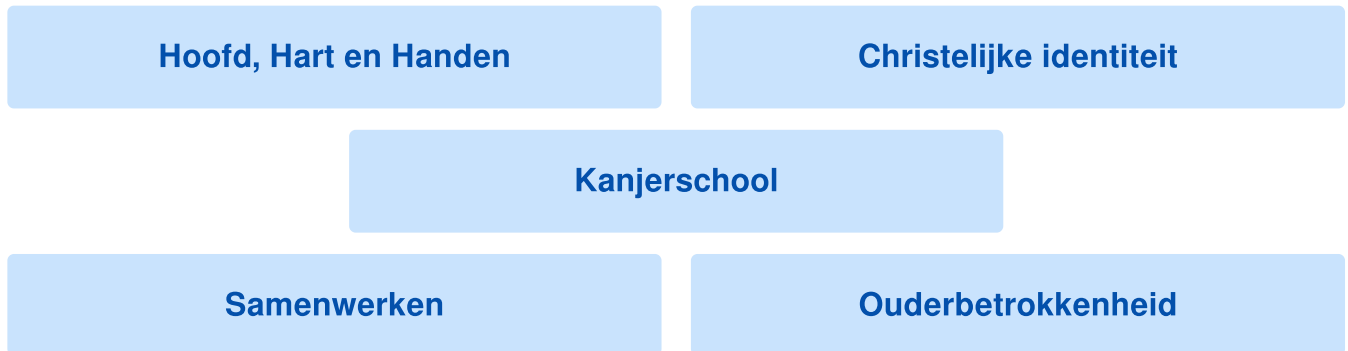 Hoofd, Hart en Handen
Christelijke identiteit
Kanjerschool
Samenwerken
Ouderbetrokkenheid